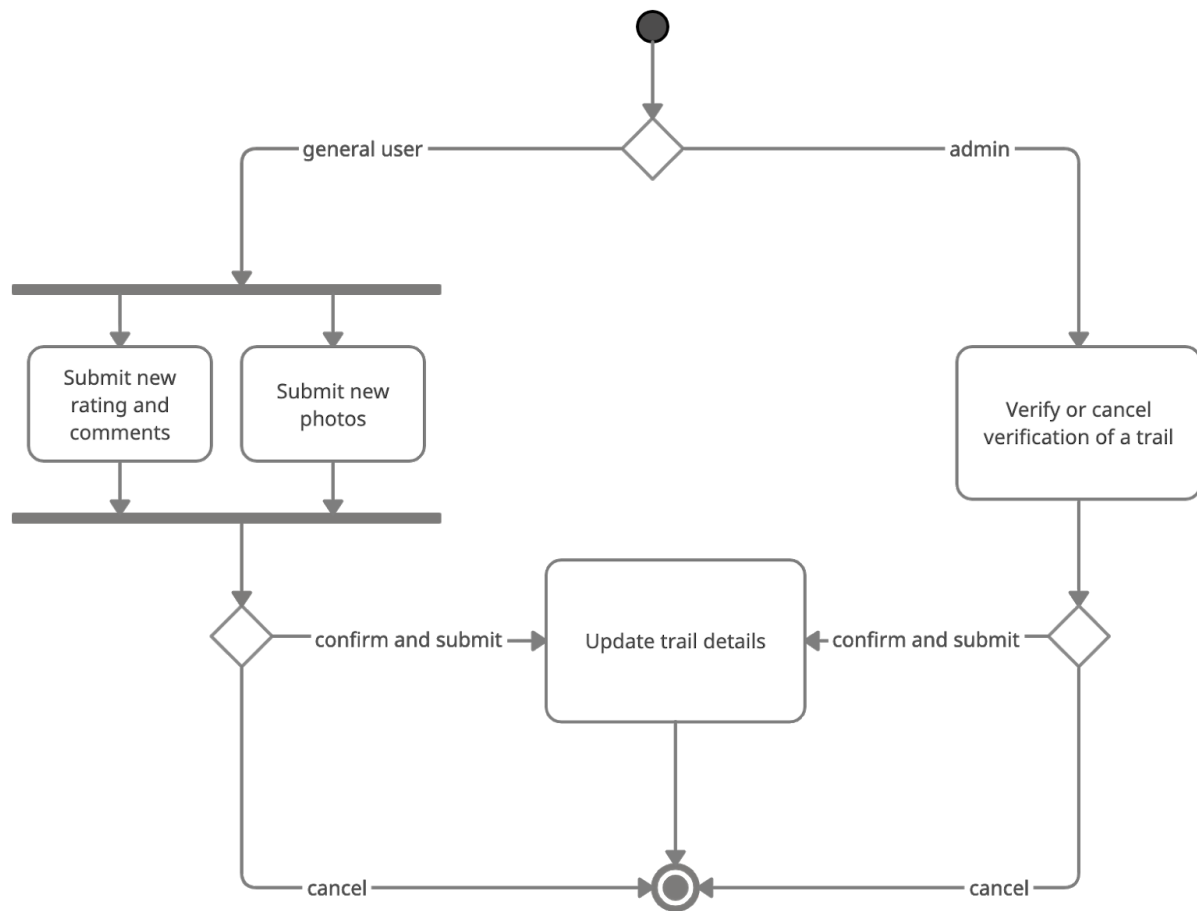 general user
admin
Submit new
rating and
comments
Submit new
photos
Verify or cancel
verification of a trail
confirm and submit
Update trail details
confirm and submit
cancel
cancel